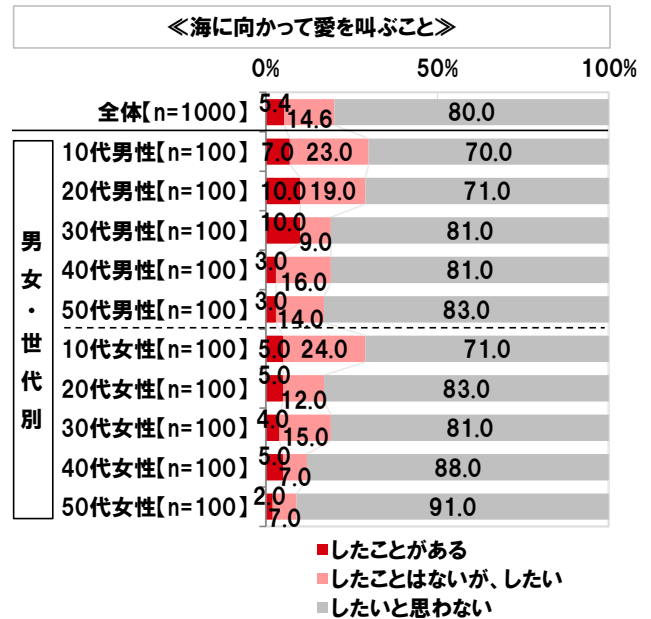 ≪海に向かって愛を叫ぶこと≫
0% 50% 100%
全体【n=1000】 5.4 14.6 80.0
10代男性【n=100】 7.0 23.0 70.0
20代男性【n=100】 10.0 19.0 71.0
30代男性【n=100】 10.0 9.0 81.0
40代男性【n=100】 3.0 16.0 81.0
50代男性【n=100】 3.0 14.0 83.0
10代女性【n=100】 5.0 24.0 71.0
20代女性【n=100】 5.0 12.0 83.0
30代女性【n=100】 4.0 15.0 81.0
40代女性【n=100】 5.0 7.0 88.0
50代女性【n=100】 2.0 7.0 91.0
男女・世代別
したことがある
したことはないが、したい
したいと思わない